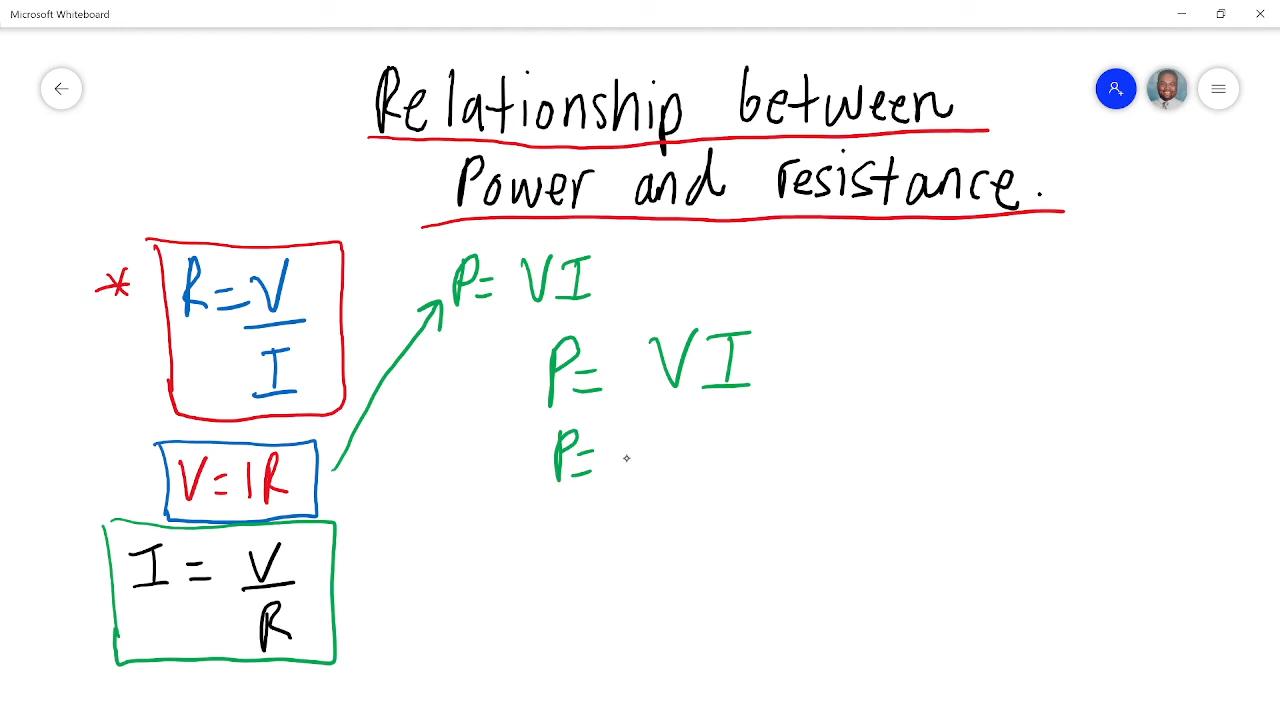 Microsoft Whiteboard
Relationship between
Power and resistance.
* R = V
I
V = IR
I = V
R
P = VI
P = VI
P =